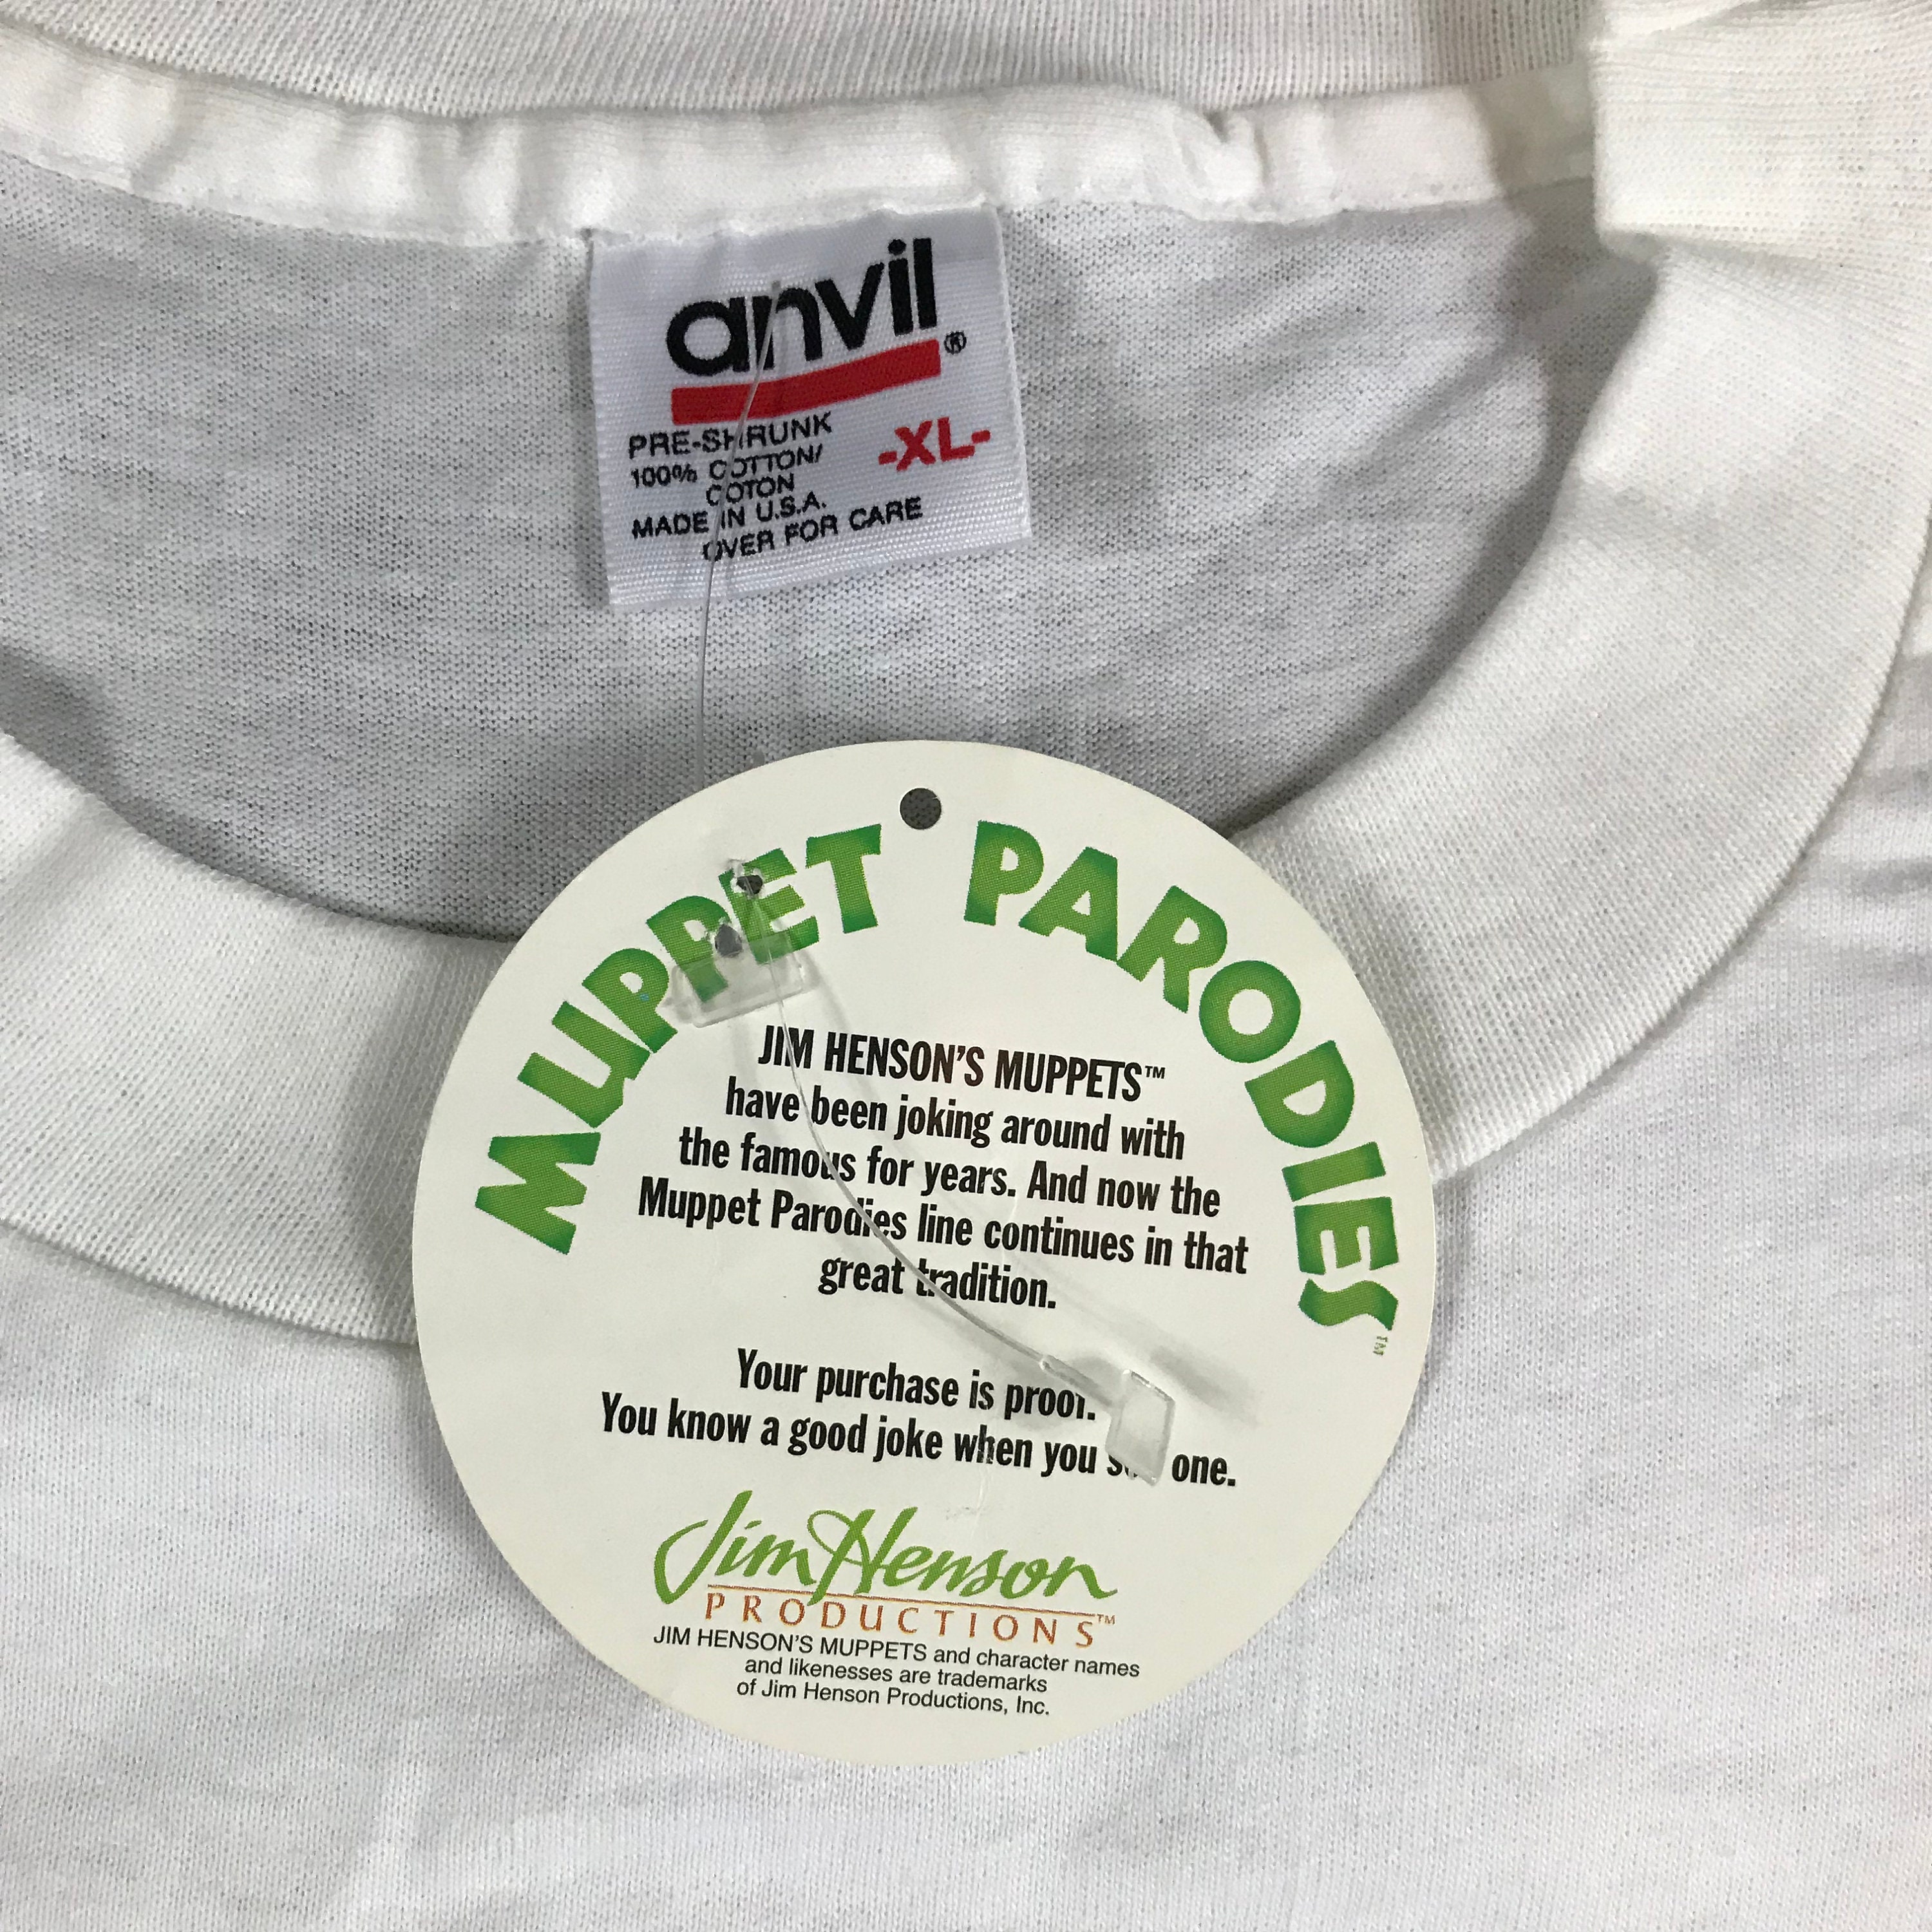 anvil®
PRE-SHRUNK
-XL-
100% COTTON/
COTON
MADE IN U.S.A.
OVER FOR CARE
MUPPET PARODIES™
JIM HENSON'S MUPPETS™
have been joking around with
the famous for years. And now the
Muppet Parodies line continues in that
great tradition.
Your purchase is proof.
You know a good joke when you one.
Jim Henson
PRODUCTIONS™
JIM HENSON'S MUPPETS and character names
and likenesses are trademarks
of Jim Henson Productions, Inc.